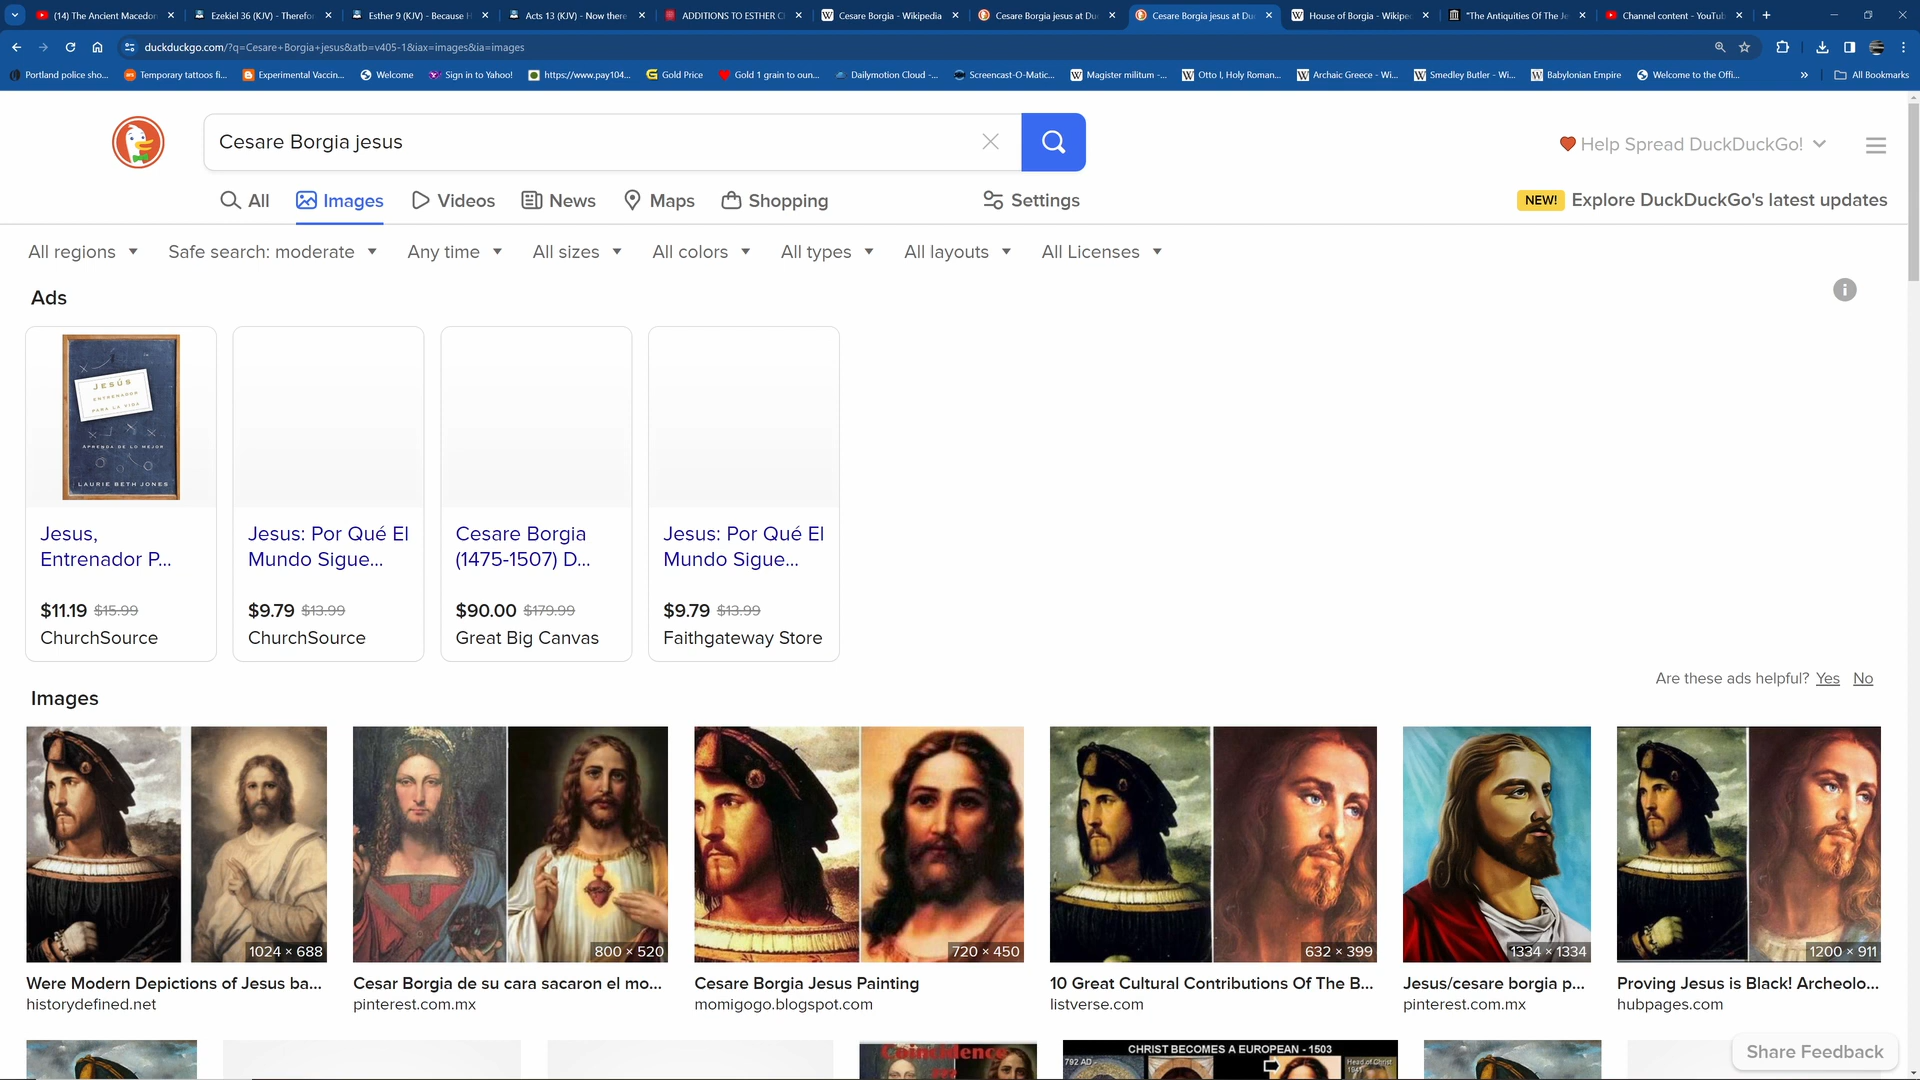 (14) The Ancient Macedon
Ezekiel 36 (KJV) - Therefo
Esther 9 (KJV) - Because H
Acts 13 (KJV) - Now there
ADDITIONS TO ESTHER C
Cesare Borgia - Wikipedia
Cesare Borgia jesus at Du
Cesare Borgia jesus at Duc
House of Borgia - Wikipe
"The Antiquities Of The Je
Channel content - YouTub
duckduckgo.com/?q=Cesare+Borgia+jesus&atb=v405-1&iax=images&ia=images
Portland police sho...
Temporary tattoos fi...
Experimental Vaccin...
Welcome
Sign in to Yahoo!
https://www.pay104...
Gold Price
Gold 1 grain to oun...
Dailymotion Cloud -...
Screencast-O-Matic...
Magister militum -...
Otto I, Holy Roman...
Archaic Greece - Wi...
Smedley Butler - Wi...
Babylonian Empire
Welcome to the Offi...
All Bookmarks
Cesare Borgia jesus
Help Spread DuckDuckGo!
All
Images
Videos
News
Maps
Shopping
Settings
NEW! Explore DuckDuckGo's latest updates
All regions
Safe search: moderate
Any time
All sizes
All colors
All types
All layouts
All Licenses
Ads
JESÚS
ENTRENADOR
PARA LA VIDA
APRENDA DE LO MEJOR
LAURIE BETH JONES
Jesus,
Entrenador P...
$11.19 $15.99
ChurchSource
Jesus: Por Qué El
Mundo Sigue...
$9.79 $13.99
ChurchSource
Cesare Borgia
(1475-1507) D...
$90.00 $179.99
Great Big Canvas
Jesus: Por Qué El
Mundo Sigue...
$9.79 $13.99
Faithgateway Store
Are these ads helpful? Yes No
Images
1024 × 688
800 × 520
720 × 450
632 × 399
1334 × 1334
1200 × 911
Were Modern Depictions of Jesus ba...
historydefined.net
Cesar Borgia de su cara sacaron el mo...
pinterest.com.mx
Cesare Borgia Jesus Painting
momigogo.blogspot.com
10 Great Cultural Contributions Of The B...
listverse.com
Jesus/cesare borgia p...
pinterest.com.mx
Proving Jesus is Black! Archeolo...
hubpages.com
Coincidence
CHRIST BECOMES A EUROPEAN - 1503
792 AD -
Head of Christ
1941
Share Feedback